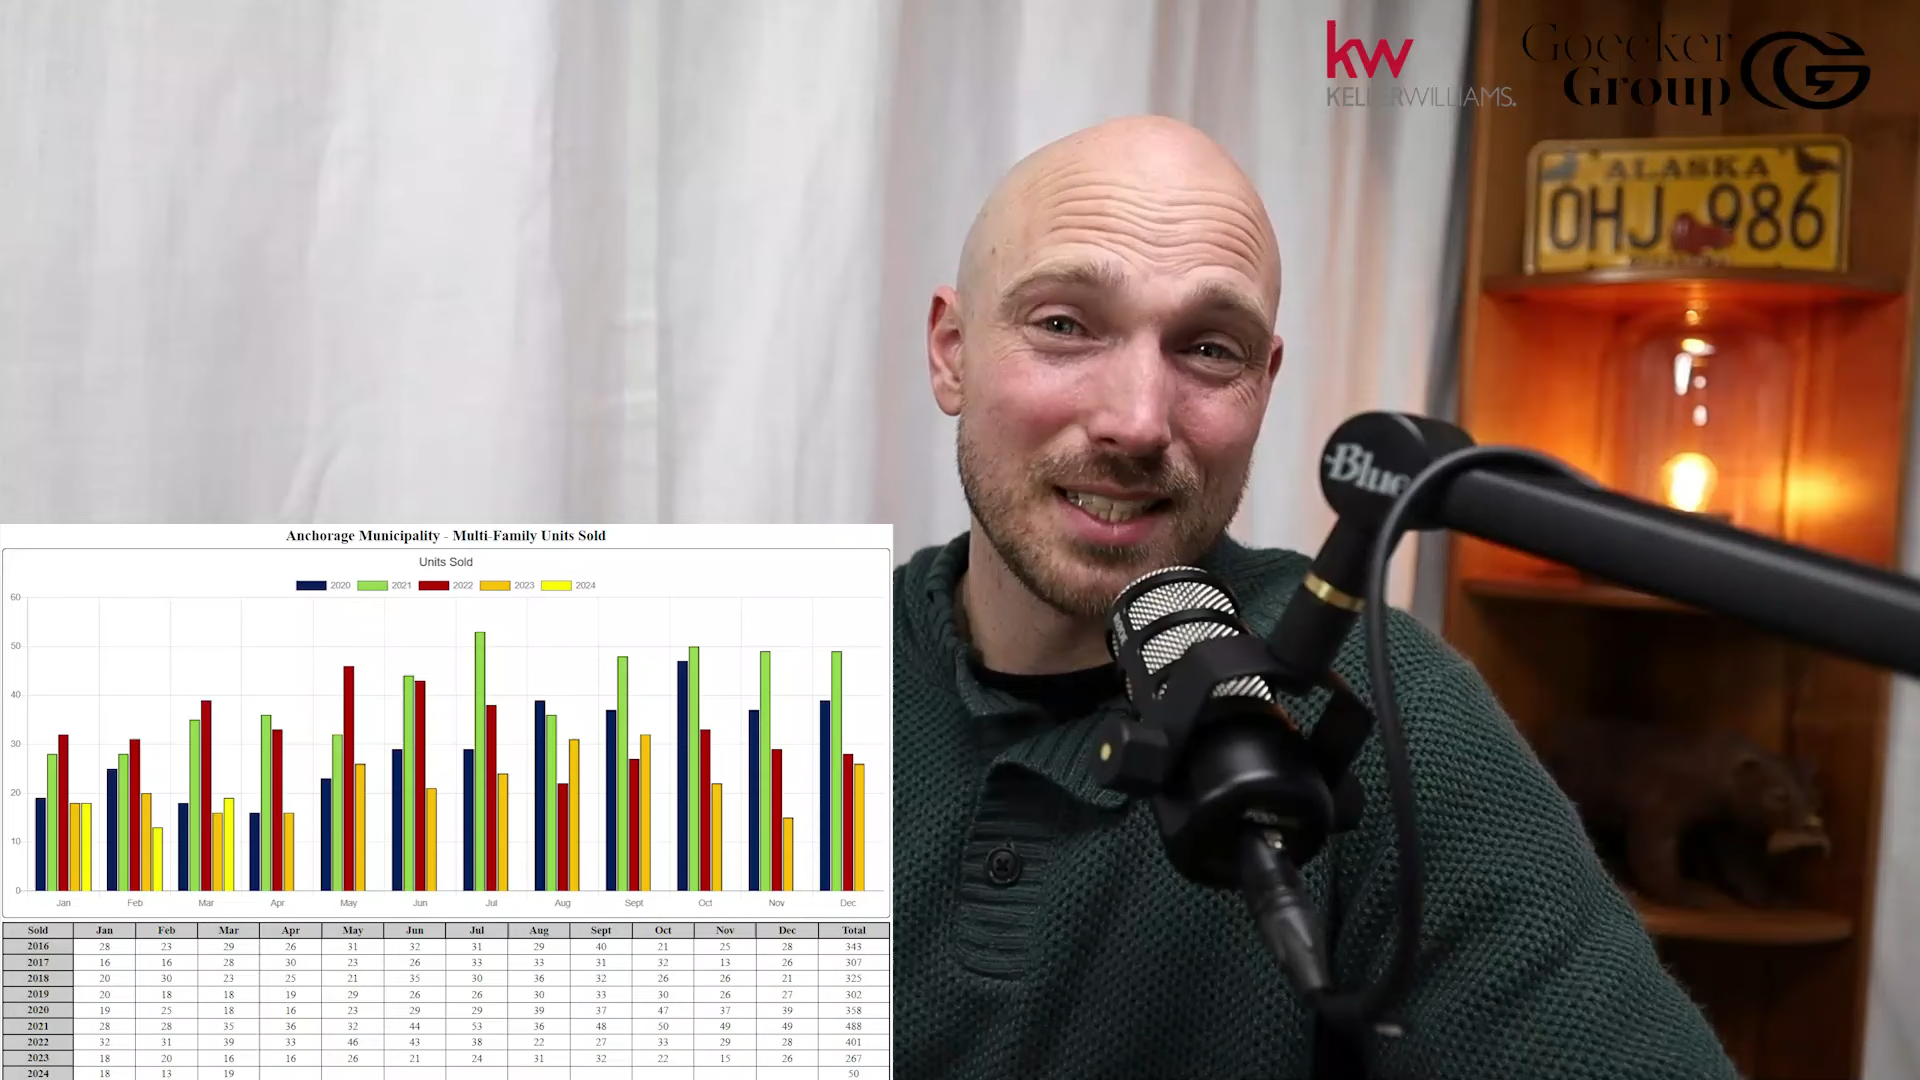 kw
KELLERWILLIAMS.
Goecker
Group
ALASKA
OHJ 986
Blue
Anchorage Municipality - Multi-Family Units Sold
Units Sold
2020 2021 2022 2023 2024
60
50
40
30
20
10
0
Jan Feb Mar Apr May Jun Jul Aug Sept Oct Nov Dec
Sold Jan Feb Mar Apr May Jun Jul Aug Sept Oct Nov Dec Total
2016 28 23 29 26 31 32 31 29 40 21 25 28 343
2017 16 16 28 30 23 26 33 33 31 32 13 26 307
2018 20 30 23 25 21 35 30 36 32 26 26 21 325
2019 20 18 18 19 29 26 26 30 33 30 26 27 302
2020 19 25 18 16 23 29 29 39 37 47 37 39 358
2021 28 28 35 36 32 44 53 36 48 50 49 49 488
2022 32 31 39 33 46 43 38 22 27 33 29 28 401
2023 18 20 16 16 26 21 24 31 32 22 15 26 267
2024 18 13 19 50